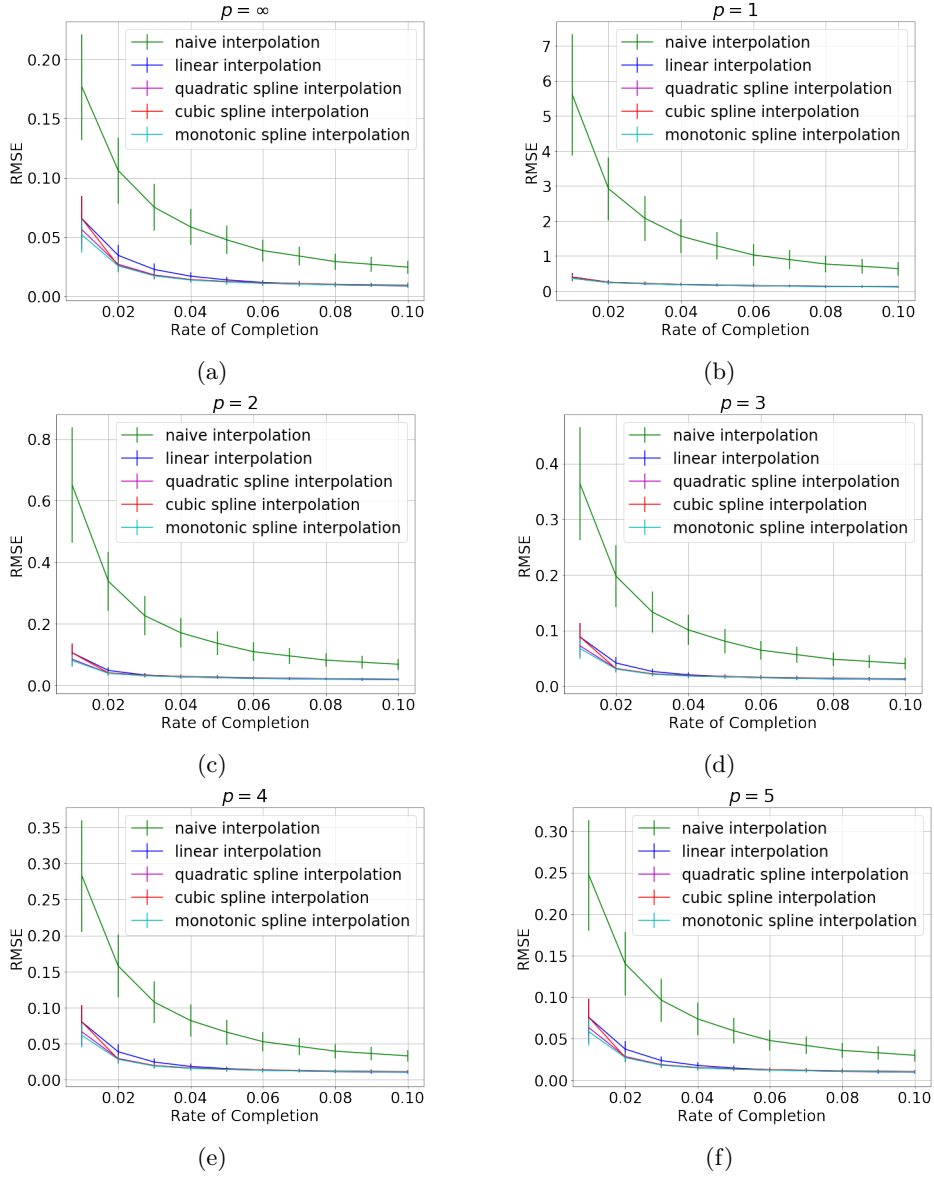 p = ∞
RMSE
0.20
0.15
0.10
0.05
0.00
naive interpolation
linear interpolation
quadratic spline interpolation
cubic spline interpolation
monotonic spline interpolation
0.02 0.04 0.06 0.08 0.10
Rate of Completion
(a)
p = 1
RMSE
7
6
5
4
3
2
1
0
naive interpolation
linear interpolation
quadratic spline interpolation
cubic spline interpolation
monotonic spline interpolation
0.02 0.04 0.06 0.08 0.10
Rate of Completion
(b)
p = 2
RMSE
0.8
0.6
0.4
0.2
0.0
naive interpolation
linear interpolation
quadratic spline interpolation
cubic spline interpolation
monotonic spline interpolation
0.02 0.04 0.06 0.08 0.10
Rate of Completion
(c)
p = 3
RMSE
0.4
0.3
0.2
0.1
0.0
naive interpolation
linear interpolation
quadratic spline interpolation
cubic spline interpolation
monotonic spline interpolation
0.02 0.04 0.06 0.08 0.10
Rate of Completion
(d)
p = 4
RMSE
0.35
0.30
0.25
0.20
0.15
0.10
0.05
0.00
naive interpolation
linear interpolation
quadratic spline interpolation
cubic spline interpolation
monotonic spline interpolation
0.02 0.04 0.06 0.08 0.10
Rate of Completion
(e)
p = 5
RMSE
0.30
0.25
0.20
0.15
0.10
0.05
0.00
naive interpolation
linear interpolation
quadratic spline interpolation
cubic spline interpolation
monotonic spline interpolation
0.02 0.04 0.06 0.08 0.10
Rate of Completion
(f)